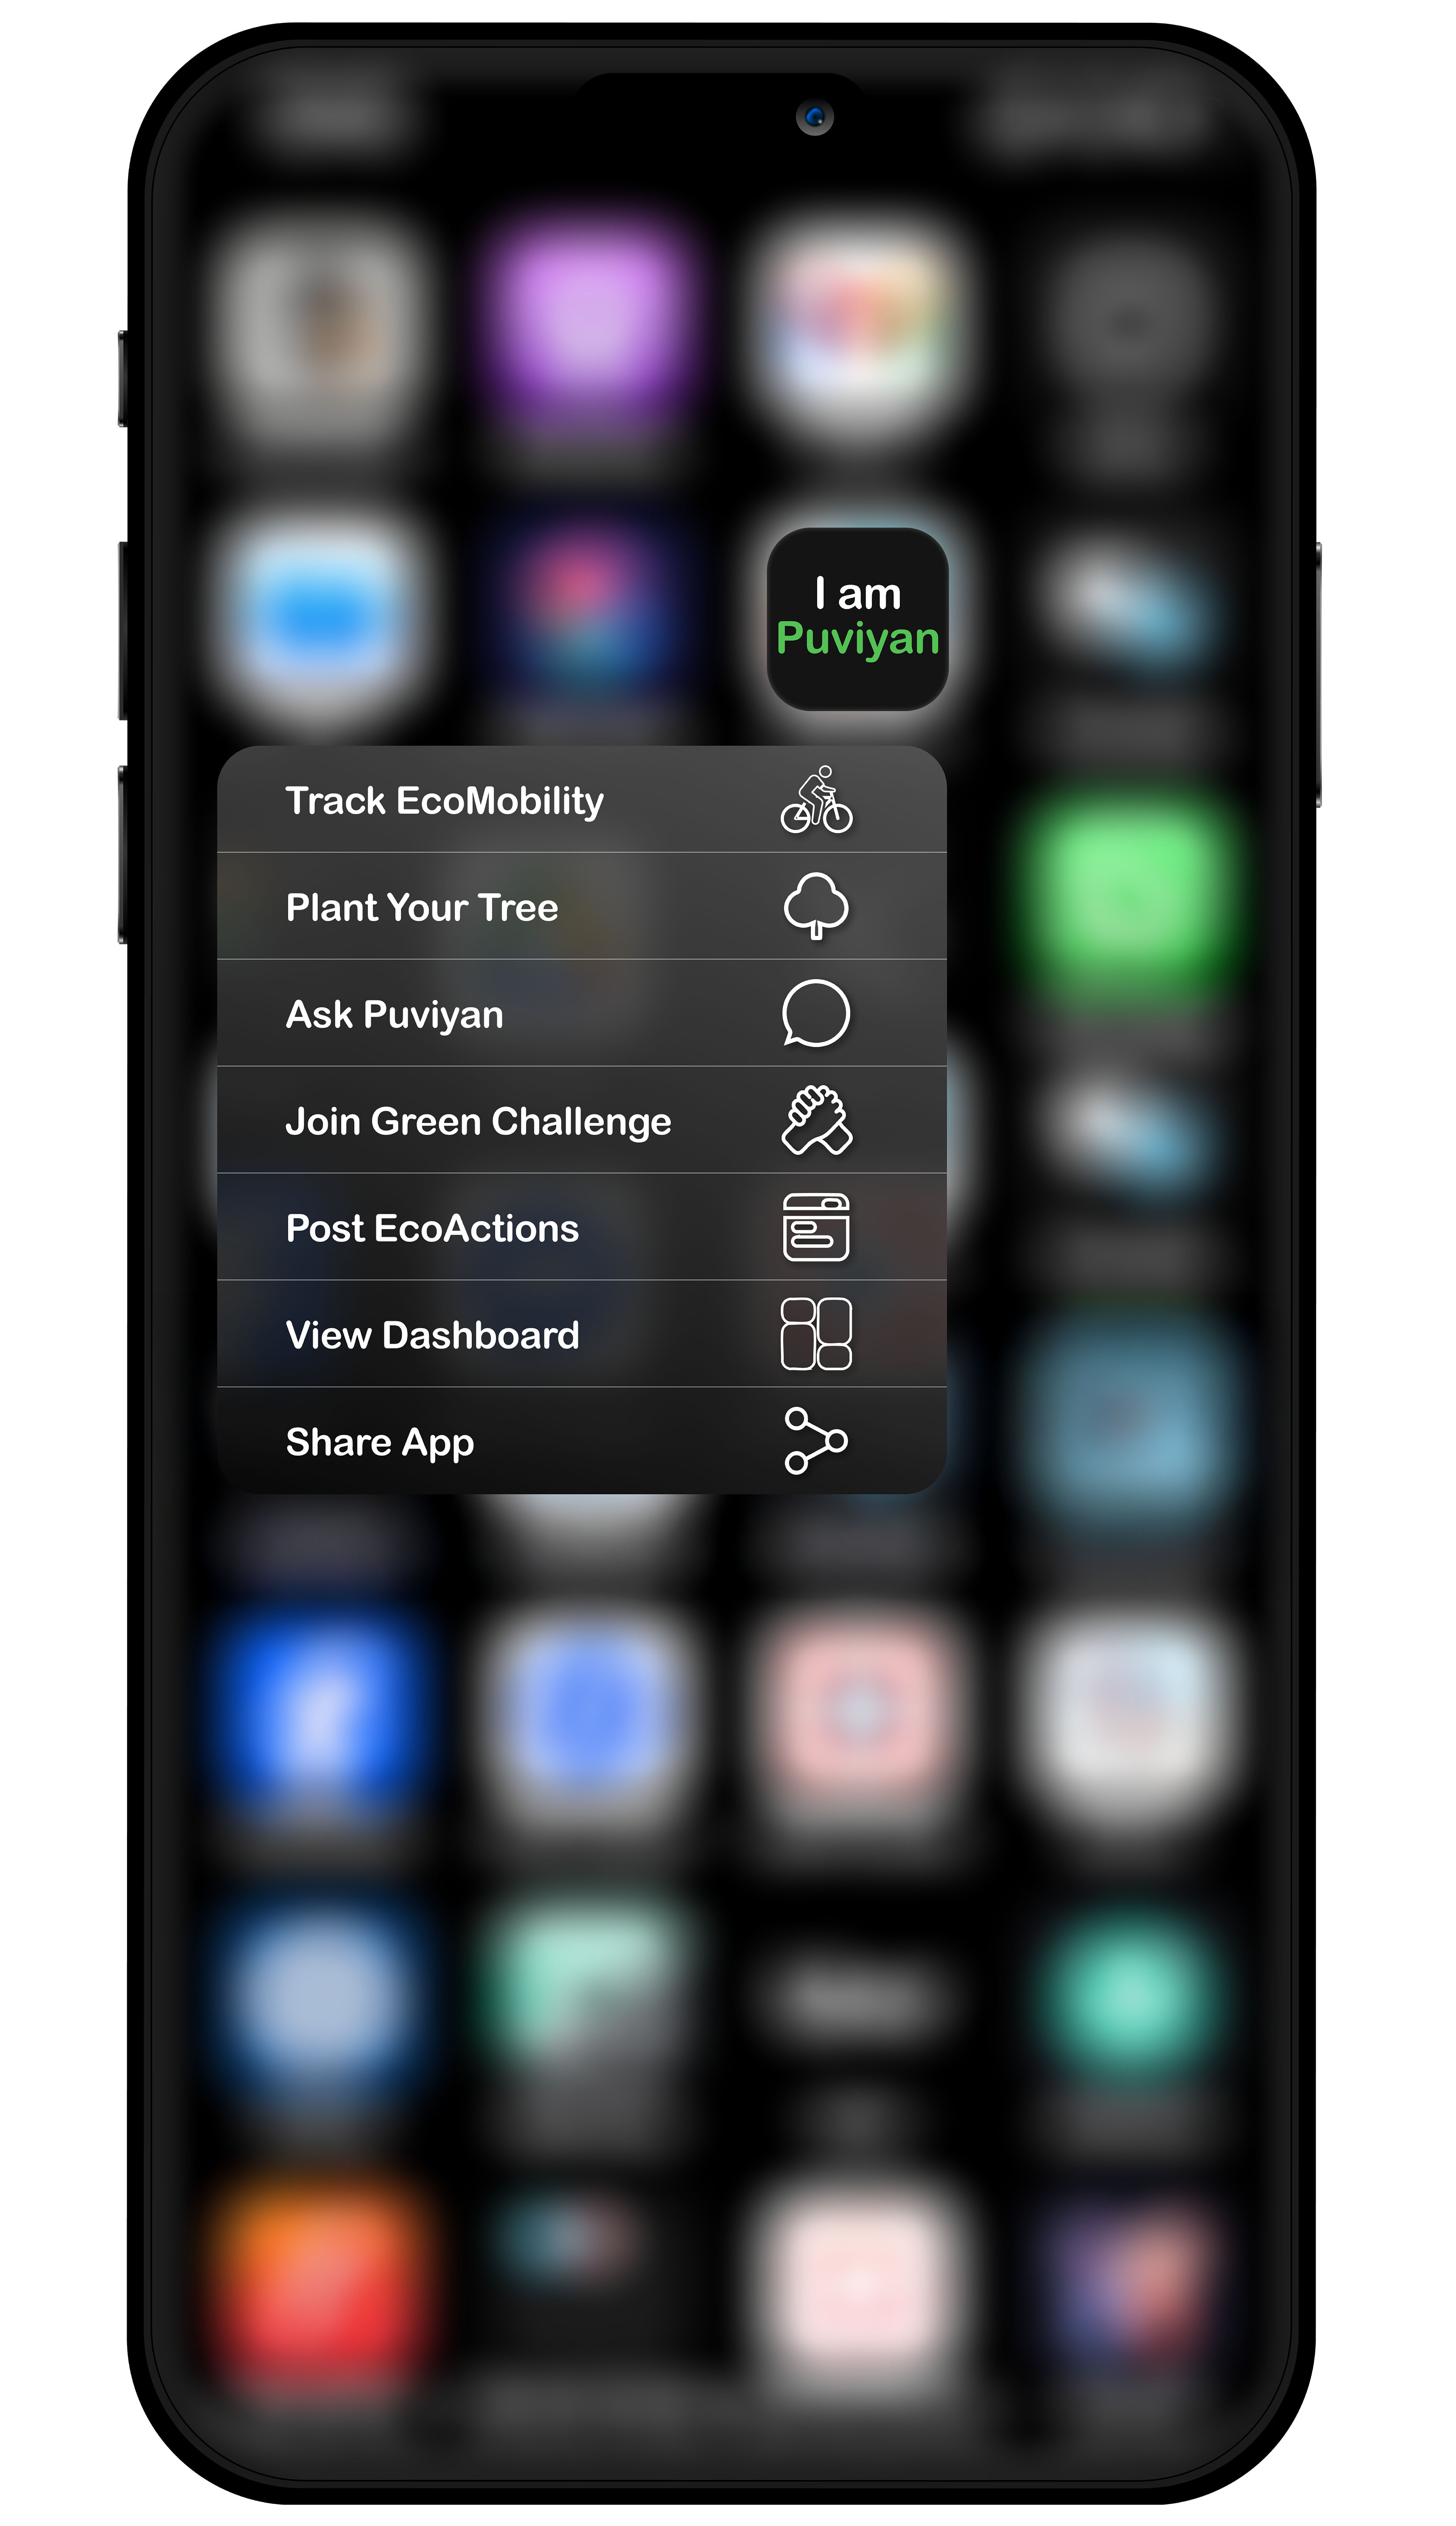 I am
Puviyan
Track EcoMobility
Plant Your Tree
Ask Puviyan
Join Green Challenge
Post EcoActions
View Dashboard
Share App